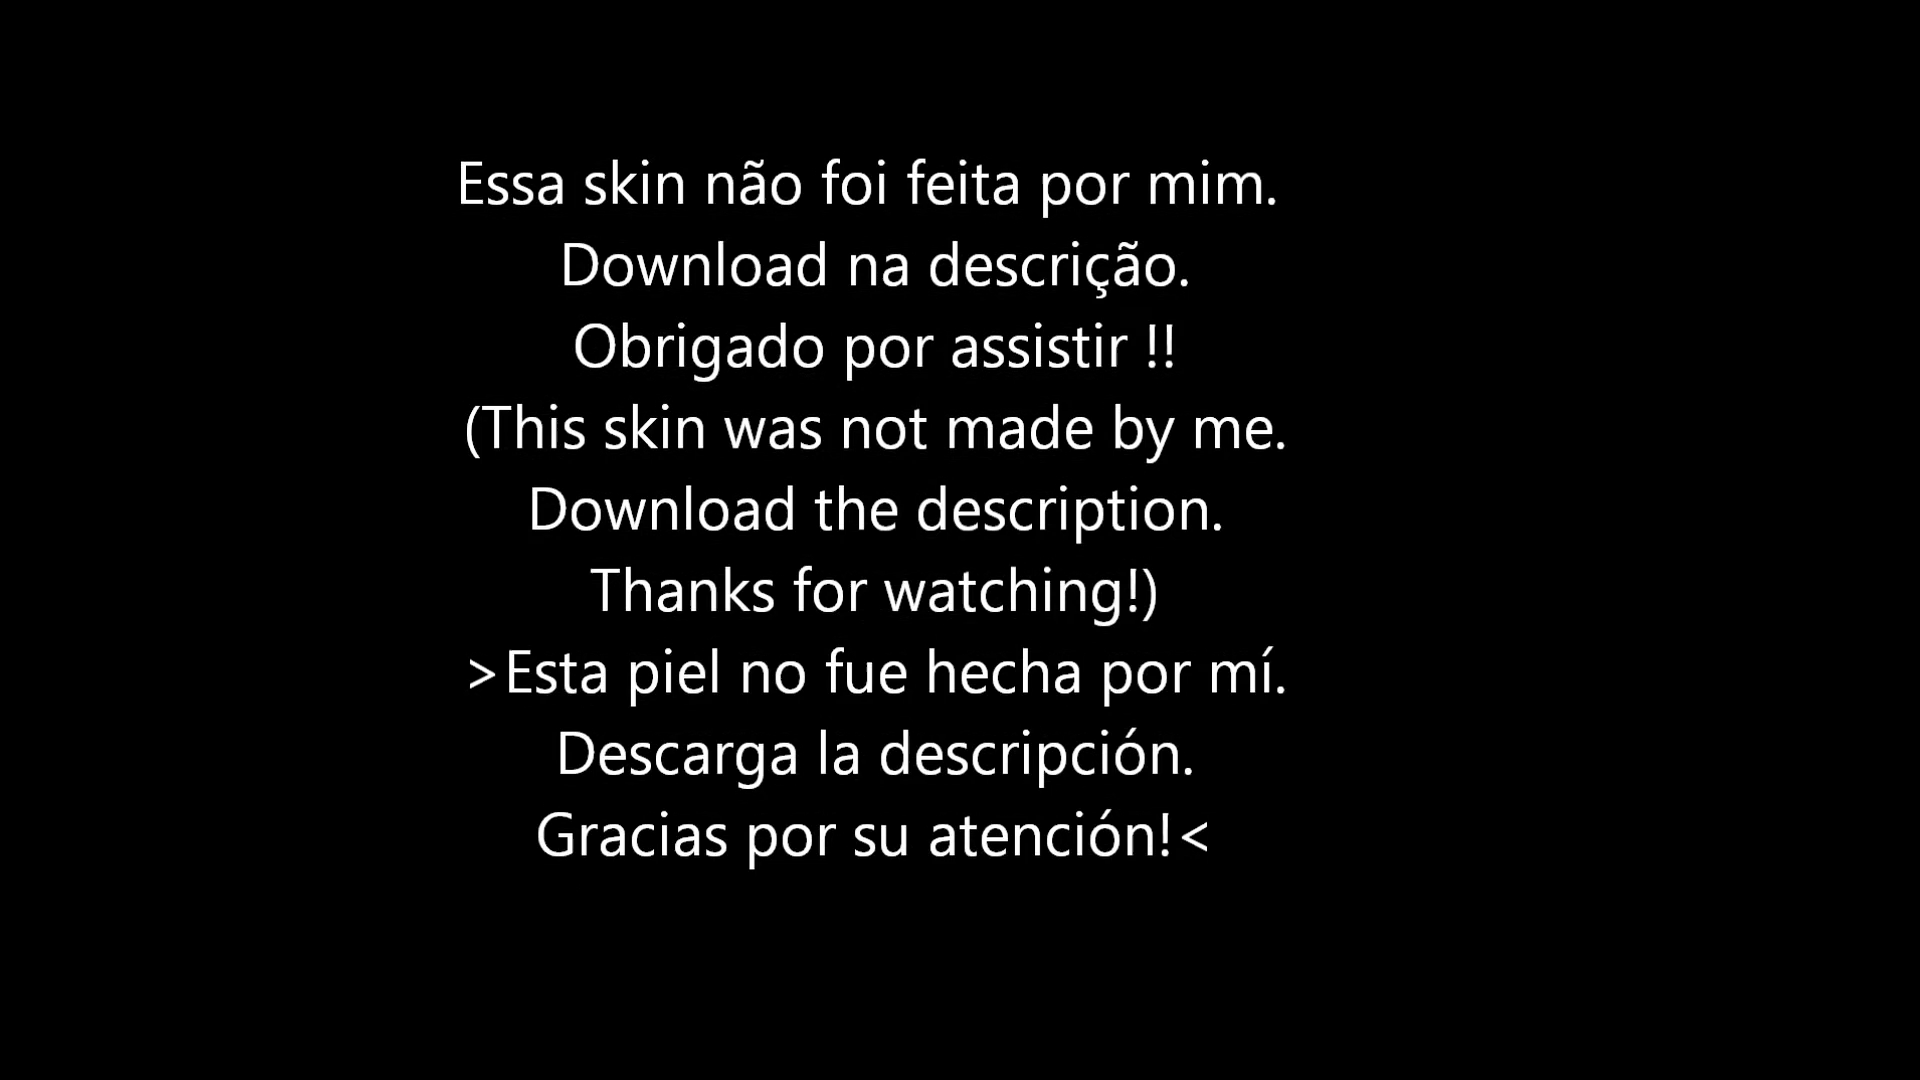 Essa skin não foi feita por mim.
Download na descrição.
Obrigado por assistir !!
(This skin was not made by me.
Download the description.
Thanks for watching!)
>Esta piel no fue hecha por mí.
Descarga la descripción.
Gracias por su atención!<